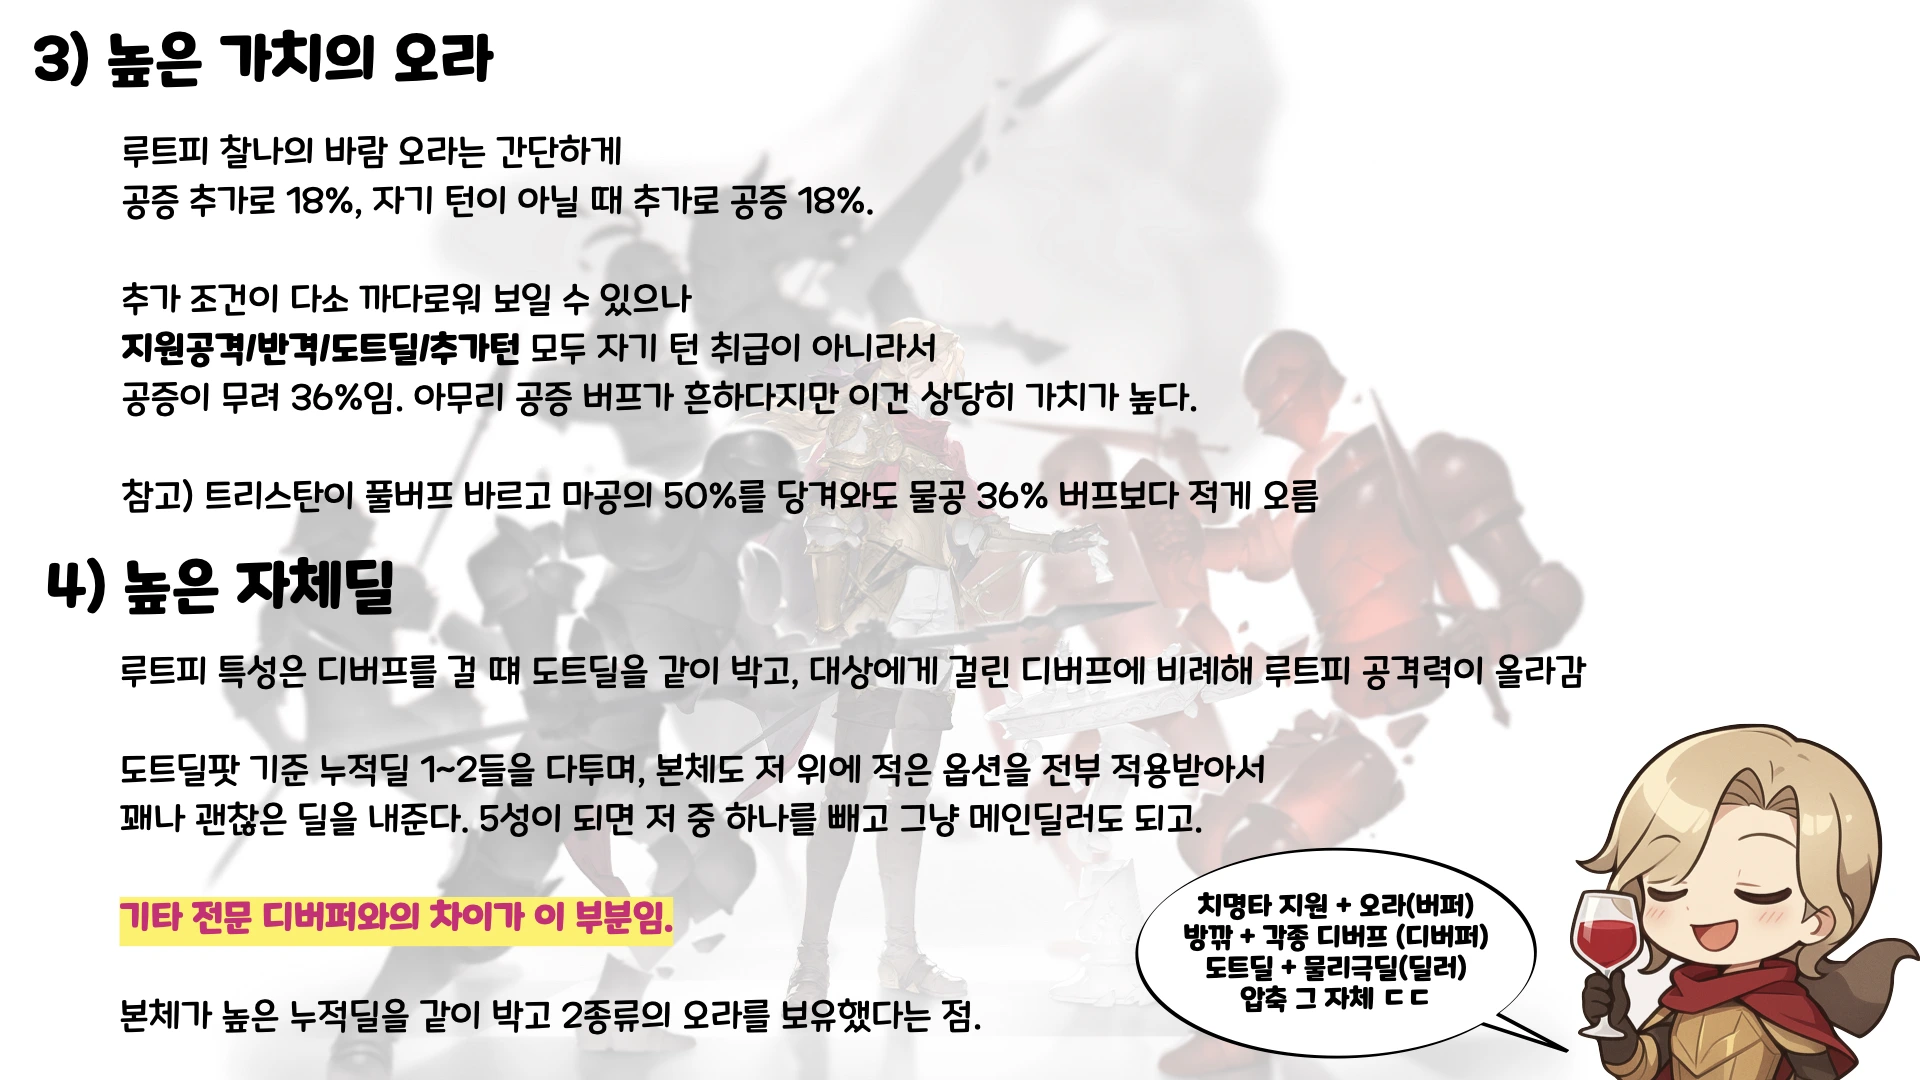 3) 높은 가치의 오라
루트피 찰나의 바람 오라는 간단하게
공증 추가로 18%, 자기 턴이 아닐 때 추가로 공증 18%.
추가 조건이 다소 까다로워 보일 수 있으나
지원공격/반격/도트딜/추가턴 모두 자기 턴 취급이 아니라서
공증이 무려 36%임. 아무리 공증 버프가 흔하다지만 이건 상당히 가치가 높다.
참고) 트리스탄이 풀버프 바르고 마공의 50%를 당겨와도 물공 36% 버프보다 적게 오름
4) 높은 자체딜
루트피 특성은 디버프를 걸 떄 도트딜을 같이 박고, 대상에게 걸린 디버프에 비례해 루트피 공격력이 올라감
도트딜팟 기준 누적딜 1~2들을 다투며, 본체도 저 위에 적은 옵션을 전부 적용받아서
꽤나 괜찮은 딜을 내준다. 5성이 되면 저 중 하나를 빼고 그냥 메인딜러도 되고.
기타 전문 디버퍼와의 차이가 이 부분임.
본체가 높은 누적딜을 같이 박고 2종류의 오라를 보유했다는 점.
치명타 지원 + 오라(버퍼)
방깎 + 각종 디버프 (디버퍼)
도트딜 + 물리극딜(딜러)
압축 그 자체 ㄷㄷ